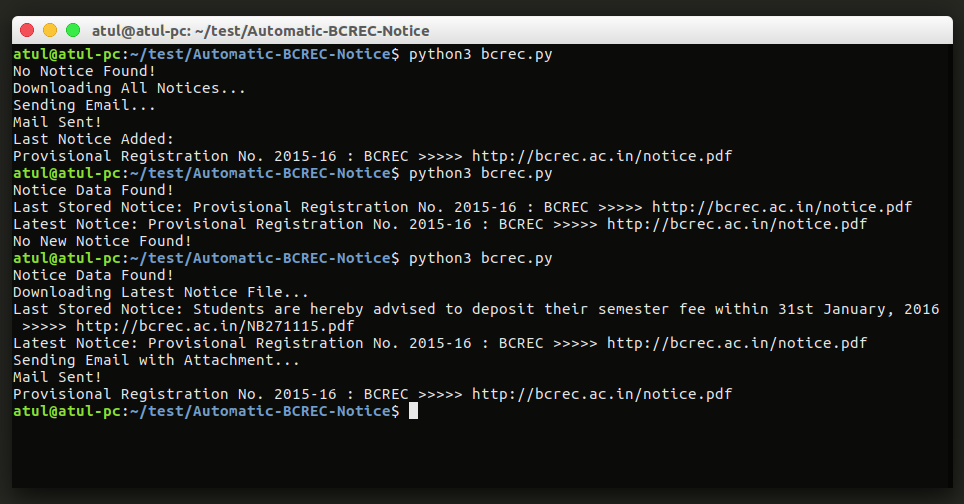 atul@atul-pc: ~/test/Automatic-BCREC-Notice
atul@atul-pc:~/test/Automatic-BCREC-Notice$ python3 bcrec.py
No Notice Found!
Downloading All Notices...
Sending Email...
Mail Sent!
Last Notice Added:
Provisional Registration No. 2015-16 : BCREC >>>>> http://bcrec.ac.in/notice.pdf
atul@atul-pc:~/test/Automatic-BCREC-Notice$ python3 bcrec.py
Notice Data Found!
Last Stored Notice: Provisional Registration No. 2015-16 : BCREC >>>>> http://bcrec.ac.in/notice.pdf
Latest Notice: Provisional Registration No. 2015-16 : BCREC >>>>> http://bcrec.ac.in/notice.pdf
No New Notice Found!
atul@atul-pc:~/test/Automatic-BCREC-Notice$ python3 bcrec.py
Notice Data Found!
Downloading Latest Notice File...
Last Stored Notice: Students are hereby advised to deposit their semester fee within 31st January, 2016
 >>>>> http://bcrec.ac.in/NB271115.pdf
Latest Notice: Provisional Registration No. 2015-16 : BCREC >>>>> http://bcrec.ac.in/notice.pdf
Sending Email with Attachment...
Mail Sent!
Provisional Registration No. 2015-16 : BCREC >>>>> http://bcrec.ac.in/notice.pdf
atul@atul-pc:~/test/Automatic-BCREC-Notice$